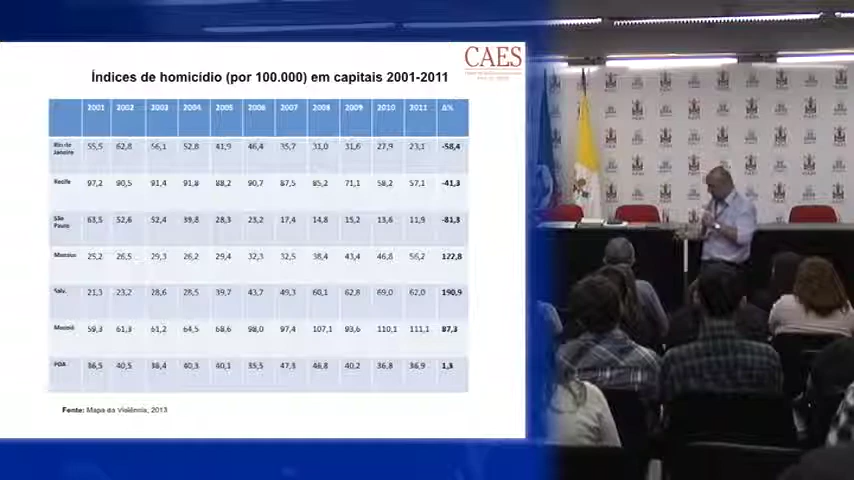 CAES
Índices de homicídio (por 100.000) em capitais 2001-2011
2001 2002 2003 2004 2005 2006 2007 2008 2009 2010 2011 Δ%
Rio de
Janeiro 55,5 62,8 56,1 52,8 41,9 46,4 35,7 31,0 31,6 27,9 23,1 -58,4
Recife 97,2 90,5 91,4 91,8 88,2 90,7 87,5 85,2 71,1 58,2 57,1 -41,3
São
Paulo 63,5 52,6 52,4 39,8 28,3 23,2 17,4 14,8 15,2 13,6 11,9 -81,3
Manaus 25,2 26,5 29,3 26,2 29,4 32,3 32,5 38,4 43,4 46,8 56,2 122,8
Salv. 21,3 23,2 28,6 28,5 39,7 43,7 49,3 60,1 62,8 69,0 62,0 190,9
Maceió 59,3 61,3 61,2 64,5 68,6 98,0 97,4 107,1 93,6 110,1 111,1 87,3
POA 36,5 40,5 38,4 40,3 40,1 35,5 47,3 46,8 40,2 36,8 36,9 1,3
Fonte: Mapa da Violência, 2013